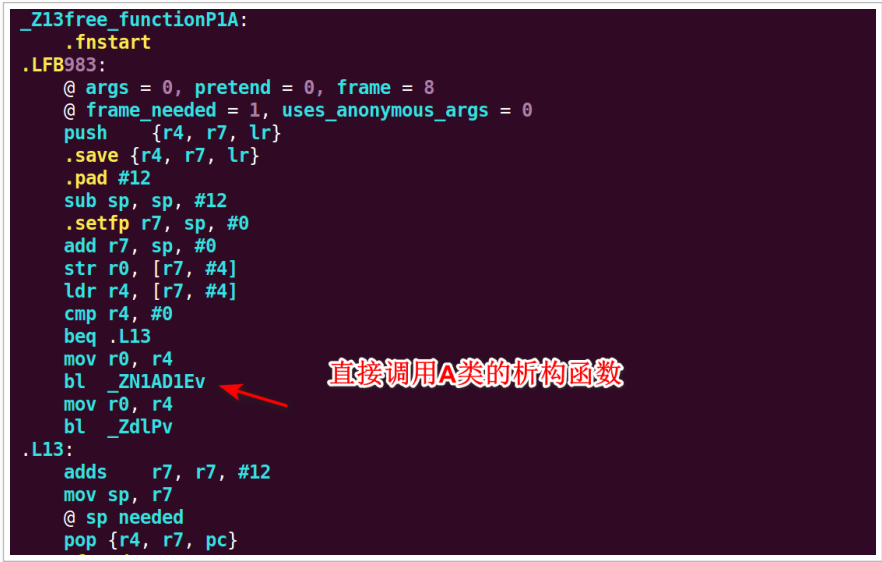 _Z13free_functionP1A:
.fnstart
.LFB983:
@ args = 0, pretend = 0, frame = 8
@ frame_needed = 1, uses_anonymous_args = 0
push {r4, r7, lr}
.save {r4, r7, lr}
.pad #12
sub sp, sp, #12
.setfp r7, sp, #0
add r7, sp, #0
str r0, [r7, #4]
ldr r4, [r7, #4]
cmp r4, #0
beq .L13
mov r0, r4
bl _ZN1AD1Ev
直接调用A类的析构函数
mov r0, r4
bl _ZdlPv
.L13:
adds r7, r7, #12
mov sp, r7
@ sp needed
pop {r4, r7, pc}